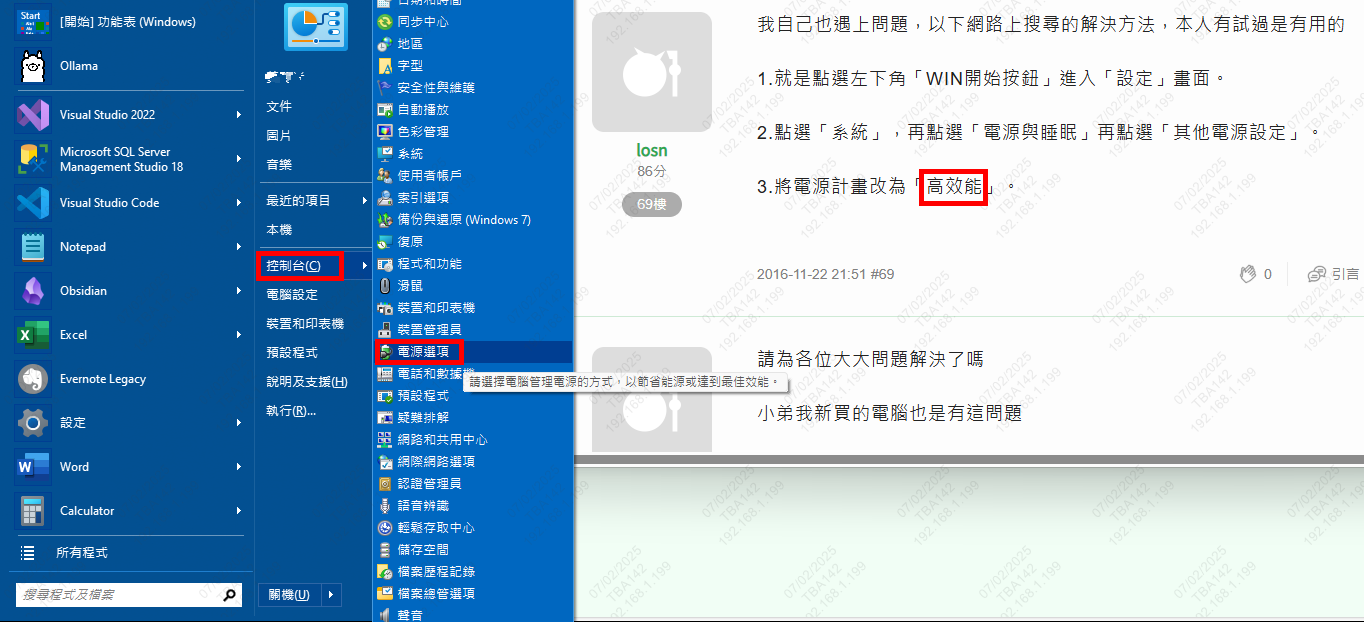 Start
[開始] 功能表 (Windows)
Ollama
Visual Studio 2022
Microsoft SQL Server
Management Studio 18
Visual Studio Code
Notepad
Obsidian
Excel
Evernote Legacy
設定
Word
Calculator
所有程式
搜尋程式及檔案
文件
圖片
音樂
最近的項目
本機
控制台(C)
電腦設定
裝置和印表機
預設程式
說明及支援(H)
執行(R)...
關機(U)
日期和時間
同步中心
地區
字型
安全性與維護
自動播放
色彩管理
系統
使用者帳戶
索引選項
備份與還原 (Windows 7)
復原
程式和功能
滑鼠
裝置和印表機
裝置管理員
電源選項
電話和數據機
請選擇電腦管理電源的方式，以節省能源或達到最佳效能。
預設程式
疑難排解
網路和共用中心
網際網路選項
認證管理員
語音辨識
輕鬆存取中心
儲存空間
檔案歷程記錄
檔案總管選項
聲音
我自己也遇上問題，以下網路上搜尋的解決方法，本人有試過是有用的
1.就是點選左下角「WIN開始按鈕」進入「設定」畫面。
2.點選「系統」，再點選「電源與睡眠」再點選「其他電源設定」。
3.將電源計畫改為「高效能」。
losn
86分
69樓
2016-11-22 21:51 #69
0
引言
請為各位大大問題解決了嗎
小弟我新買的電腦也是有這問題
07/02/2025
TBA142
192.168.1.199